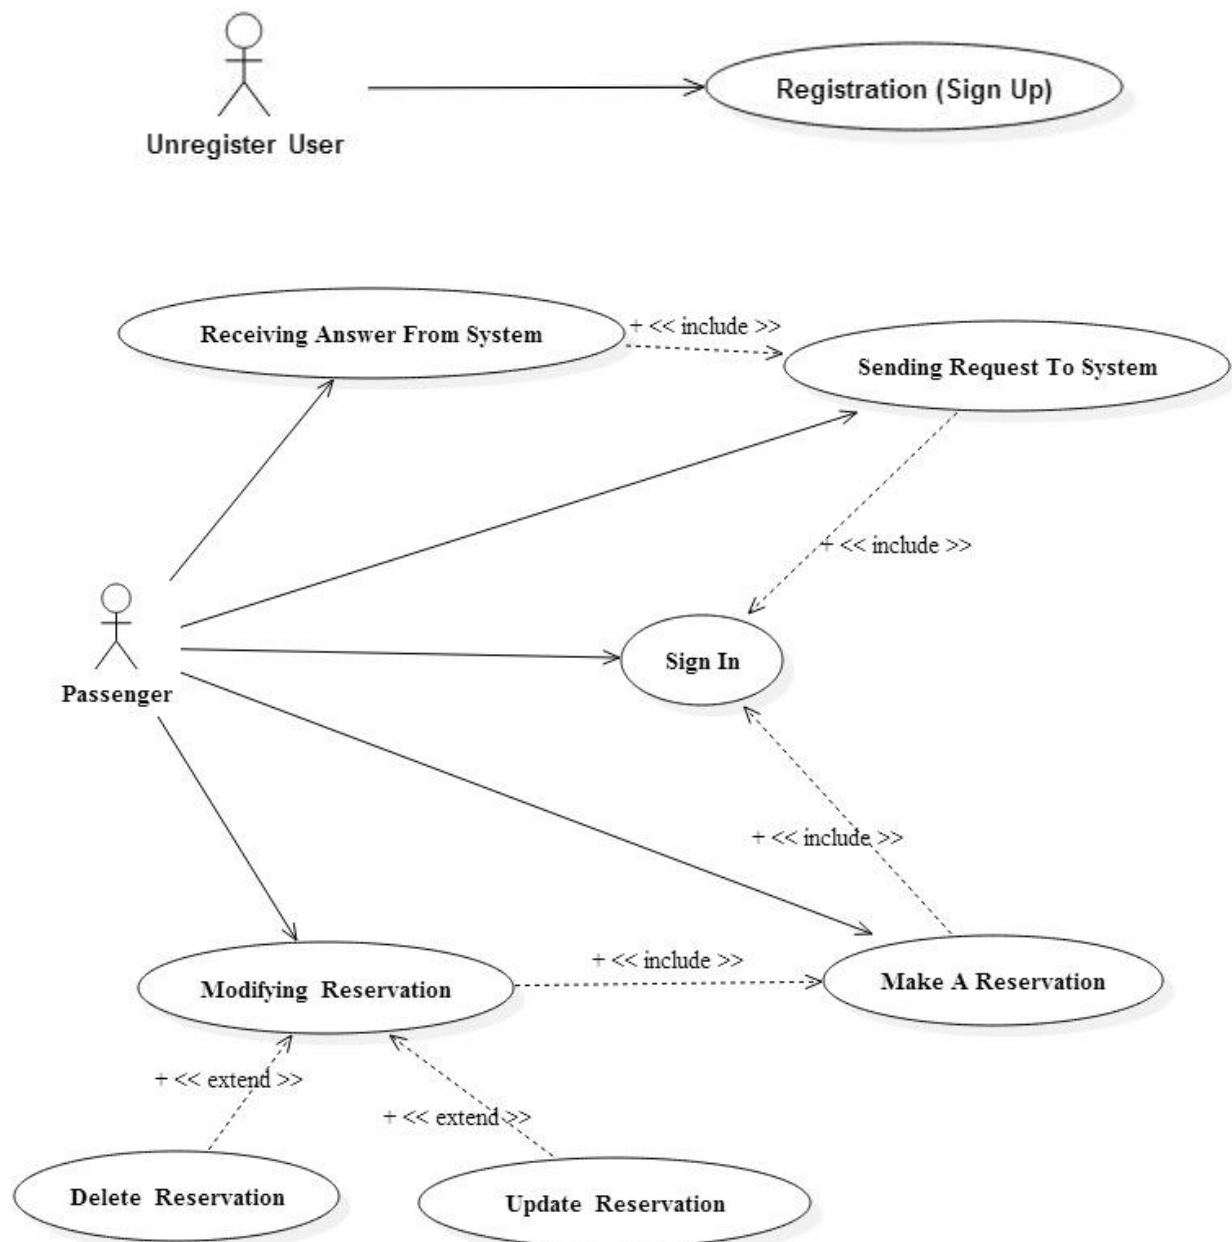 Registration (Sign Up)
Unregister User
Receiving Answer From System
+ << include >>
Sending Request To System
+ << include >>
Sign In
Passenger
+ << include >>
Modifying Reservation
+ << include >>
Make A Reservation
+ << extend >>
+ << extend >>
Delete Reservation
Update Reservation